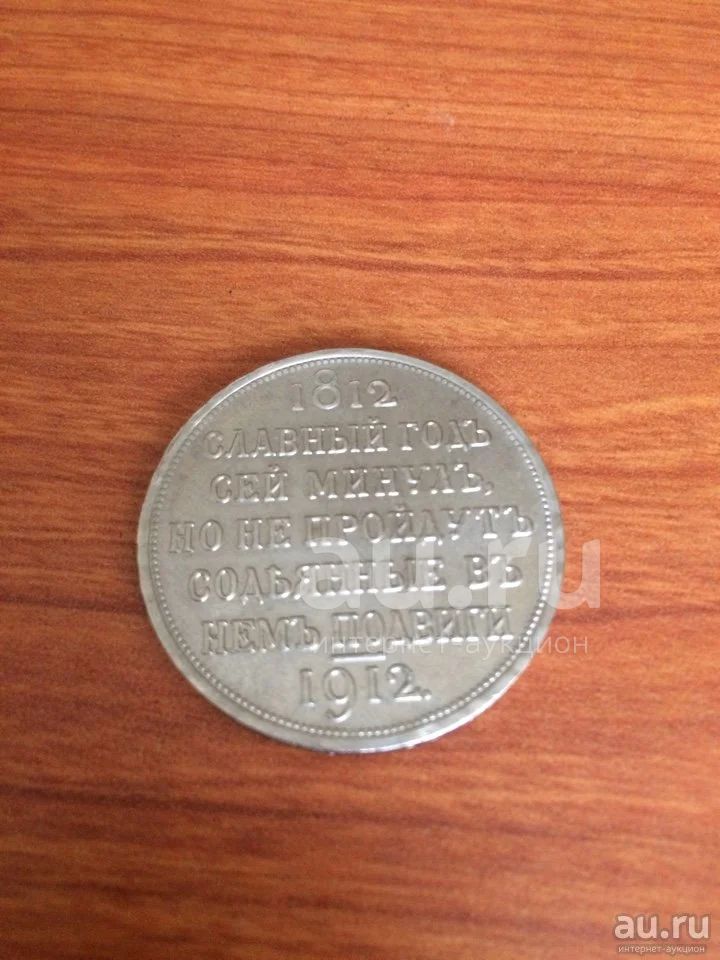 1812
СЛАВНЫЙ ГОДЪ
СЕЙ МИНУЛЪ,
НО НЕ ПРОЙДУТЪ
СОДѢЯННЫЕ ВЪ
НЕМЪ ПОДВИГИ
1912.
au.ru
интернет-аукцион
au.ru
интернет-аукцион